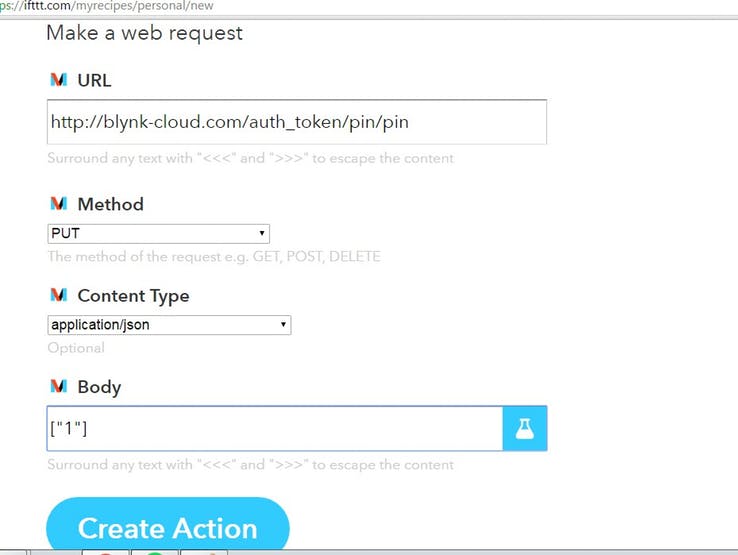 ps://ifttt.com/myrecipes/personal/new
Make a web request
URL
http://blynk-cloud.com/auth_token/pin/pin
Surround any text with "<<<" and ">>>" to escape the content
Method
PUT
The method of the request e.g. GET, POST, DELETE
Content Type
application/json
Optional
Body
["1"]
Surround any text with "<<<" and ">>>" to escape the content
Create Action